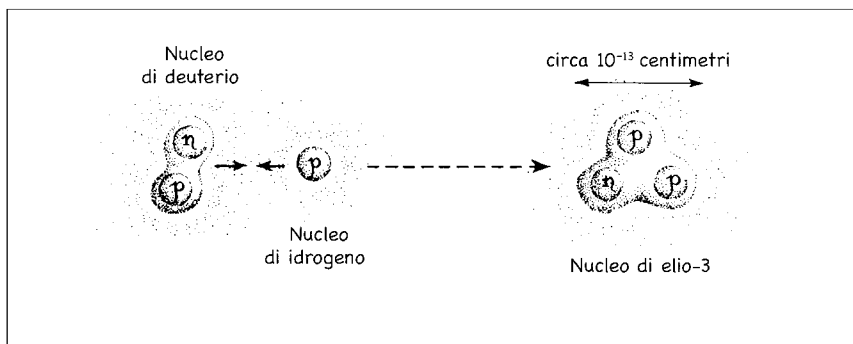 Nucleo
di deuterio
n
p
p
Nucleo
di idrogeno
circa 10⁻¹³ centimetri
p
n
p
Nucleo di elio-3